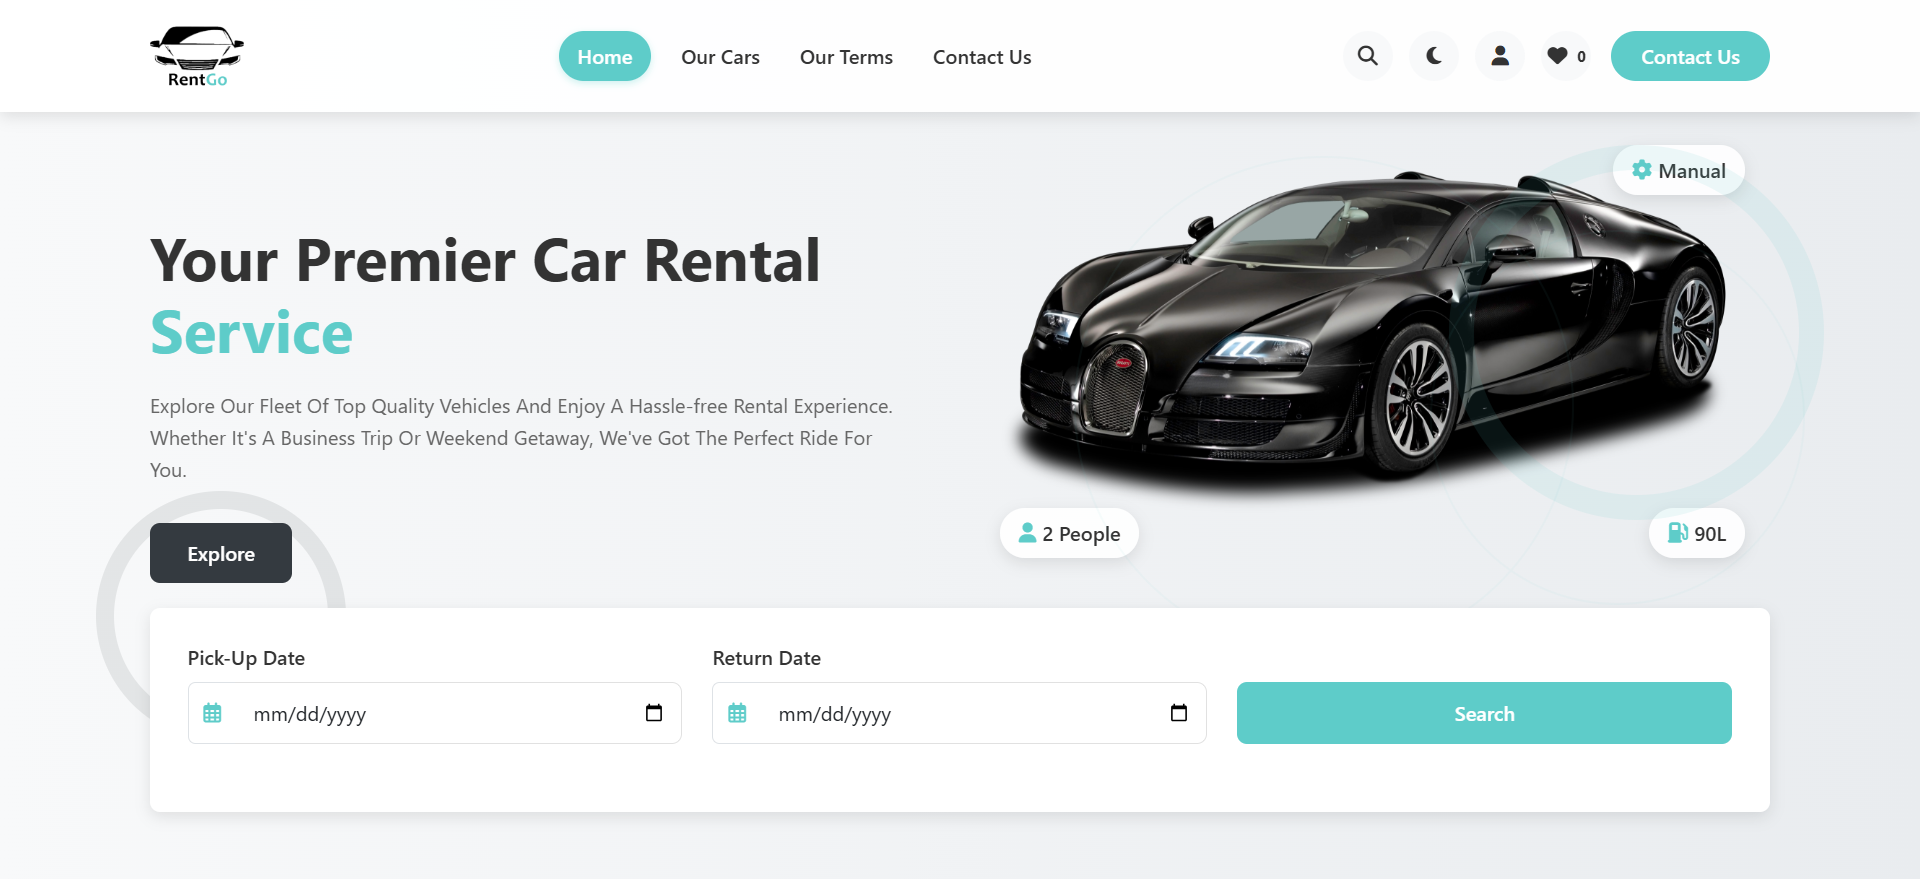 RentGo
Home
Our Cars
Our Terms
Contact Us
0
Contact Us
Manual
Your Premier Car Rental
Service
Explore Our Fleet Of Top Quality Vehicles And Enjoy A Hassle-free Rental Experience.
Whether It's A Business Trip Or Weekend Getaway, We've Got The Perfect Ride For
You.
Explore
2 People
90L
Pick-Up Date
Return Date
mm/dd/yyyy
mm/dd/yyyy
Search